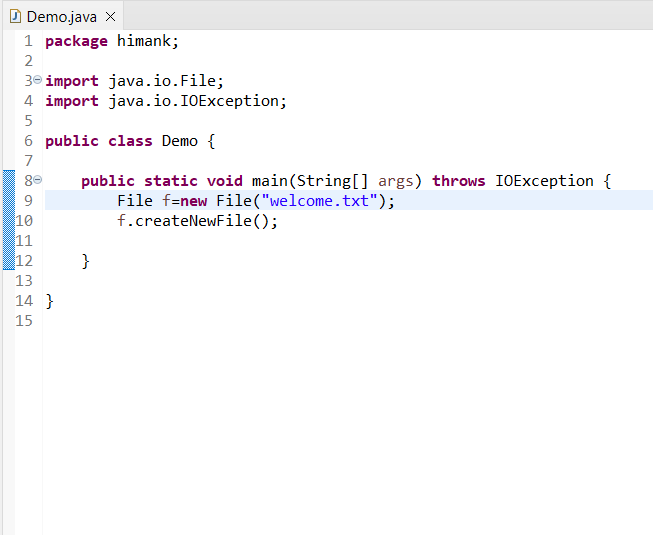 Demo.java
1 package himank;
2
3 import java.io.File;
4 import java.io.IOException;
5
6 public class Demo {
7
8     public static void main(String[] args) throws IOException {
9         File f=new File("welcome.txt");
10         f.createNewFile();
11
12     }
13
14 }
15